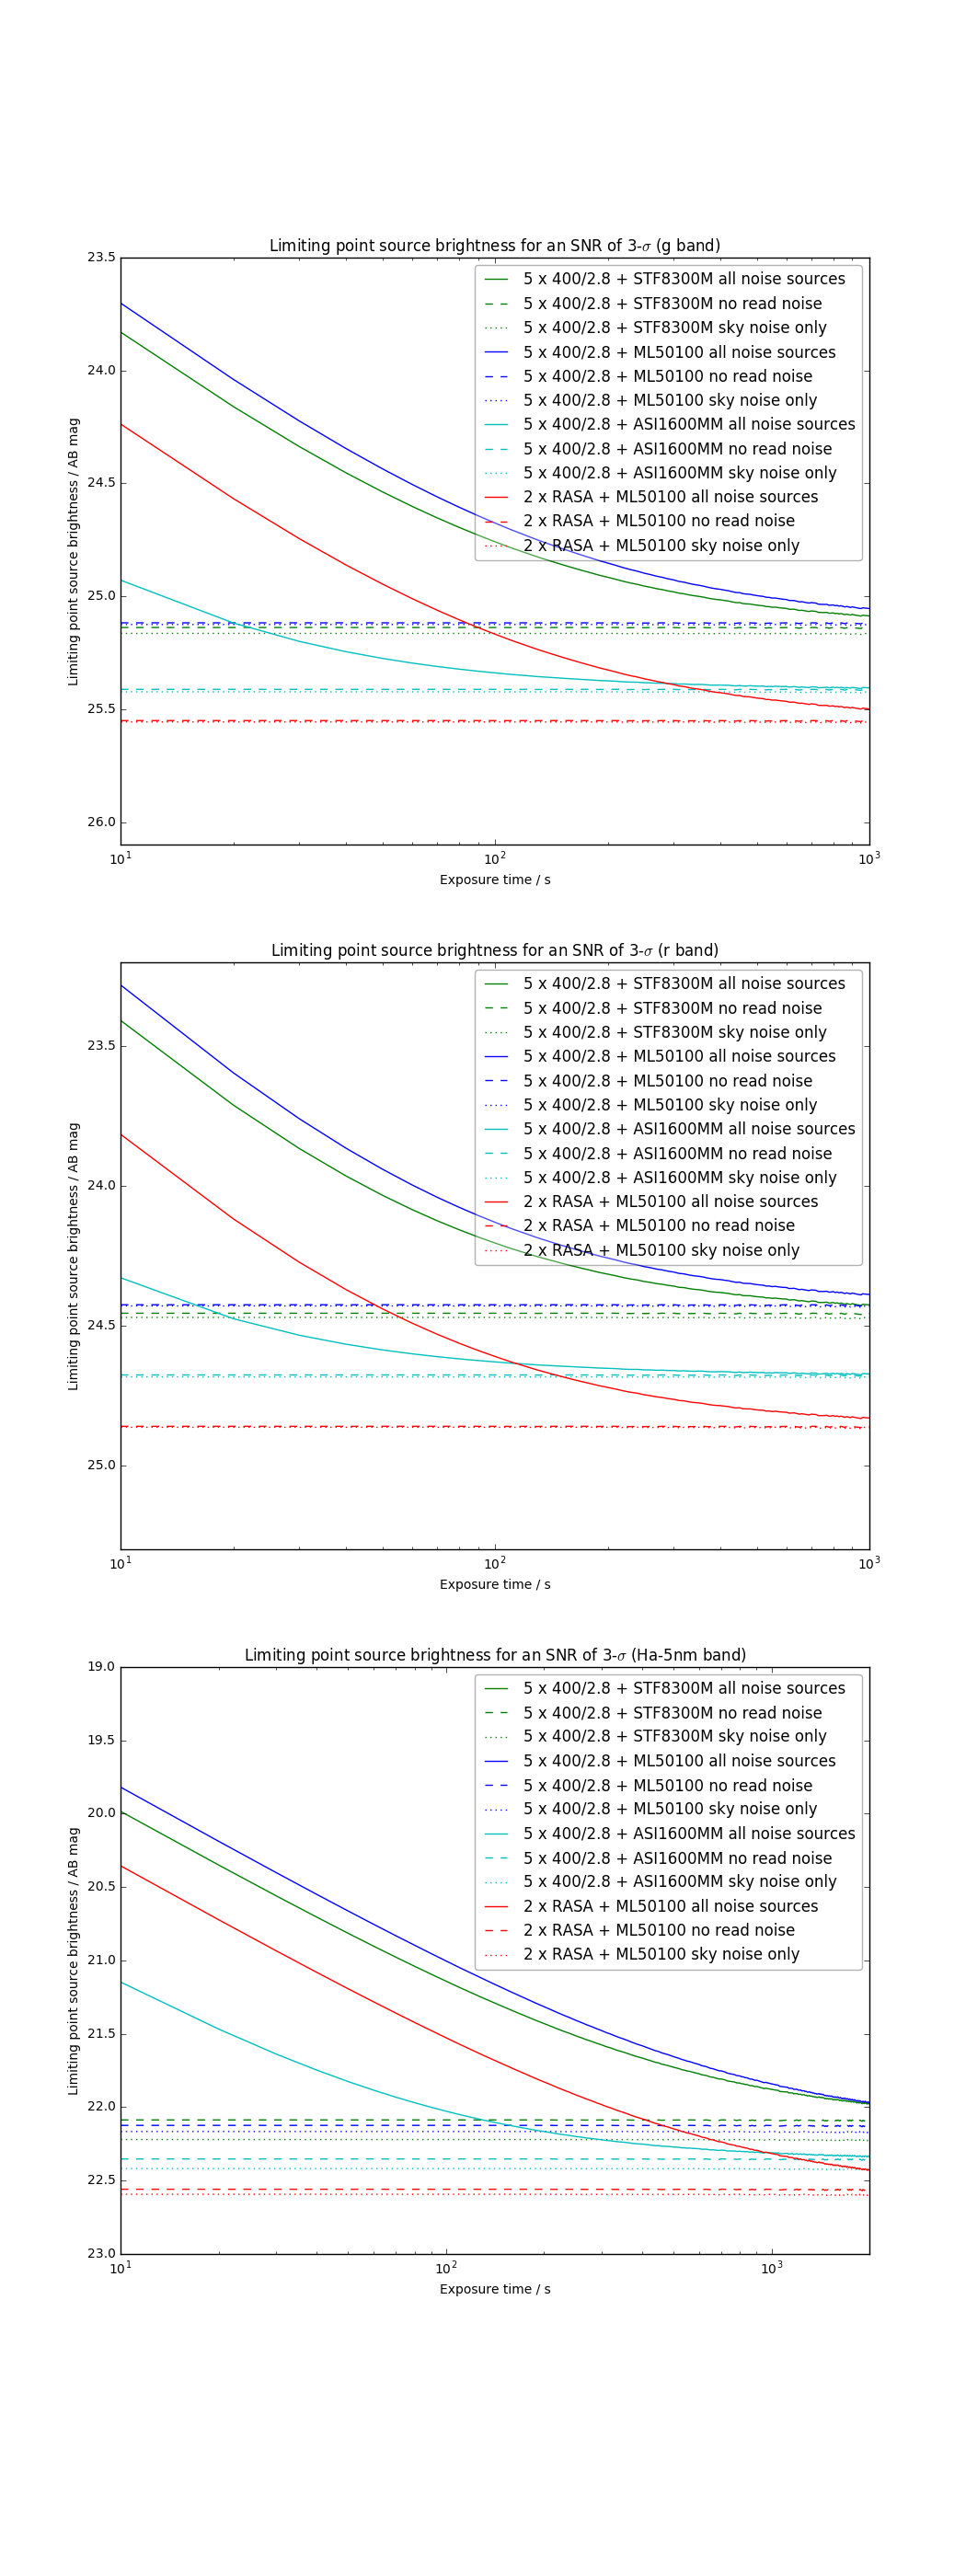 Limiting point source brightness for an SNR of 3-σ (g band)
23.5
24.0
24.5
25.0
25.5
26.0
Limiting point source brightness / AB mag
5 x 400/2.8 + STF8300M all noise sources
5 x 400/2.8 + STF8300M no read noise
5 x 400/2.8 + STF8300M sky noise only
5 x 400/2.8 + ML50100 all noise sources
5 x 400/2.8 + ML50100 no read noise
5 x 400/2.8 + ML50100 sky noise only
5 x 400/2.8 + ASI1600MM all noise sources
5 x 400/2.8 + ASI1600MM no read noise
5 x 400/2.8 + ASI1600MM sky noise only
2 x RASA + ML50100 all noise sources
2 x RASA + ML50100 no read noise
2 x RASA + ML50100 sky noise only
10¹ 10² 10³
Exposure time / s
Limiting point source brightness for an SNR of 3-σ (r band)
23.5
24.0
24.5
25.0
Limiting point source brightness / AB mag
5 x 400/2.8 + STF8300M all noise sources
5 x 400/2.8 + STF8300M no read noise
5 x 400/2.8 + STF8300M sky noise only
5 x 400/2.8 + ML50100 all noise sources
5 x 400/2.8 + ML50100 no read noise
5 x 400/2.8 + ML50100 sky noise only
5 x 400/2.8 + ASI1600MM all noise sources
5 x 400/2.8 + ASI1600MM no read noise
5 x 400/2.8 + ASI1600MM sky noise only
2 x RASA + ML50100 all noise sources
2 x RASA + ML50100 no read noise
2 x RASA + ML50100 sky noise only
10¹ 10² 10³
Exposure time / s
Limiting point source brightness for an SNR of 3-σ (Ha-5nm band)
19.0
19.5
20.0
20.5
21.0
21.5
22.0
22.5
23.0
Limiting point source brightness / AB mag
5 x 400/2.8 + STF8300M all noise sources
5 x 400/2.8 + STF8300M no read noise
5 x 400/2.8 + STF8300M sky noise only
5 x 400/2.8 + ML50100 all noise sources
5 x 400/2.8 + ML50100 no read noise
5 x 400/2.8 + ML50100 sky noise only
5 x 400/2.8 + ASI1600MM all noise sources
5 x 400/2.8 + ASI1600MM no read noise
5 x 400/2.8 + ASI1600MM sky noise only
2 x RASA + ML50100 all noise sources
2 x RASA + ML50100 no read noise
2 x RASA + ML50100 sky noise only
10¹ 10² 10³
Exposure time / s